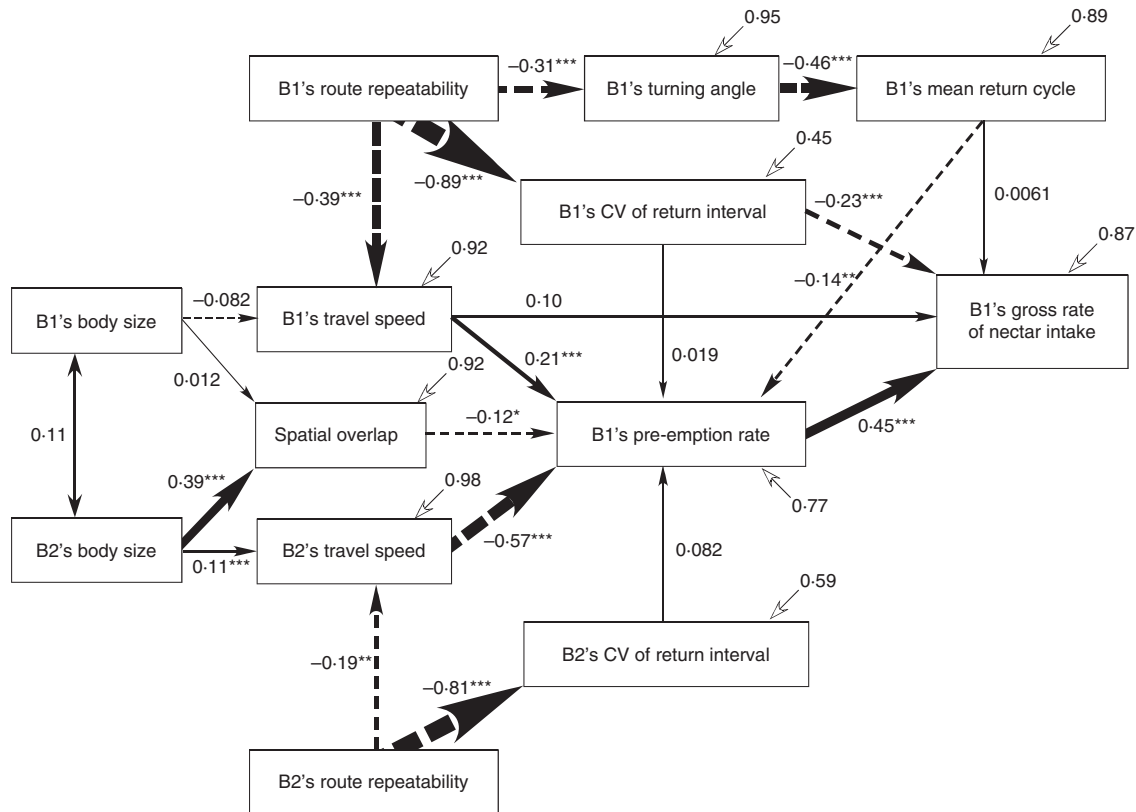 0·95
0·89
B1's route repeatability
–0·31***
B1's turning angle
–0·46***
B1's mean return cycle
0·45
–0·89***
–0·39***
B1's CV of return interval
–0·23***
0·0061
0·87
0·92
–0·14**
B1's body size
–0·082
B1's travel speed
0·10
B1's gross rate
of nectar intake
0·21***
0·019
0·012
0·92
0·11
Spatial overlap
–0·12*
B1's pre-emption rate
0·45***
0·39***
0·98
0·77
B2's body size
0·11***
B2's travel speed
–0·57***
0·082
0·59
–0·19**
B2's CV of return interval
–0·81***
B2's route repeatability